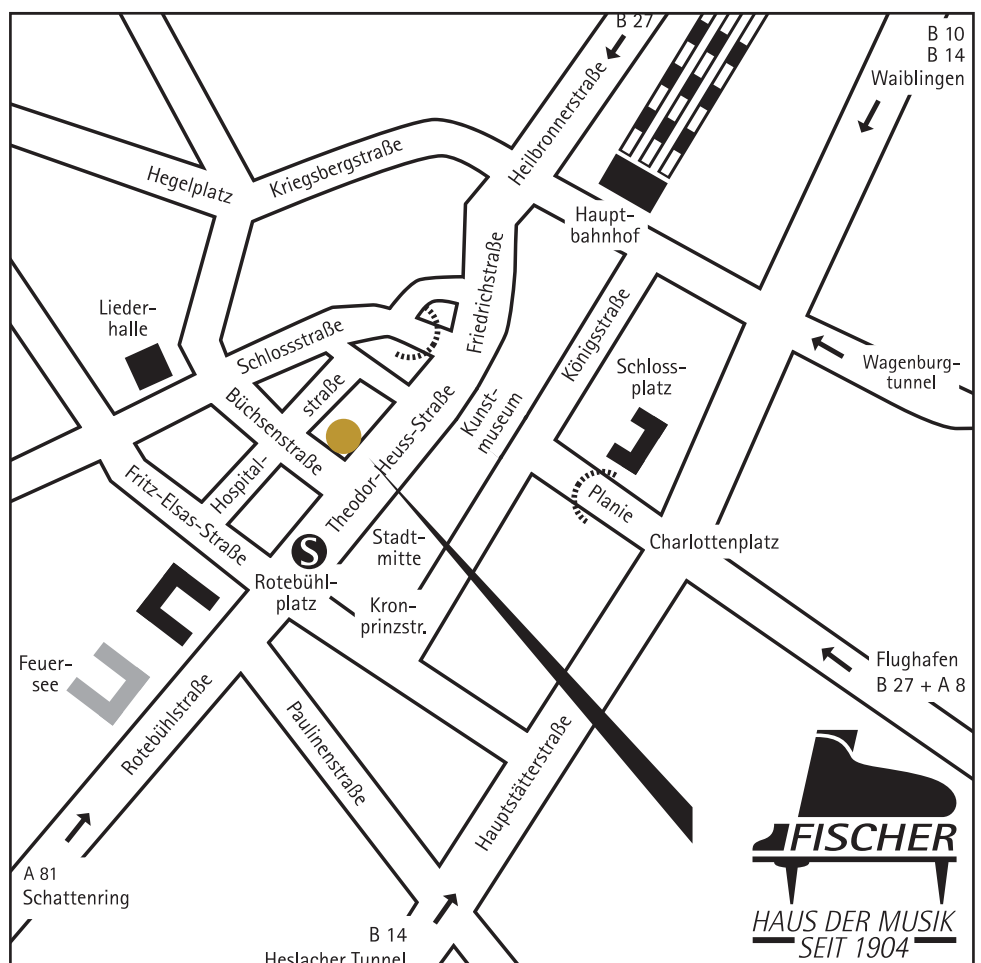 B 27
B 10
B 14
Waiblingen
Heilbronnerstraße
Kriegsbergstraße
Hegelplatz
Haupt-
bahnhof
Friedrichstraße
Lieder-
halle
Schlossstraße
Königsstraße
Schloss-
platz
Wagenburg-
tunnel
straße
Büchsenstraße
Kunst-
museum
Theodor-Heuss-Straße
Hospital-
Fritz-Elsas-Straße
Planie
S
Stadt-
mitte
Charlottenplatz
Rotebühl-
platz
Kron-
prinzstr.
Feuer-
see
Flughafen
B 27 + A 8
Rotebühlstraße
Paulinenstraße
Hauptstätterstraße
FISCHER
A 81
Schattenring
HAUS DER MUSIK
SEIT 1904
B 14
Heslacher Tunnel